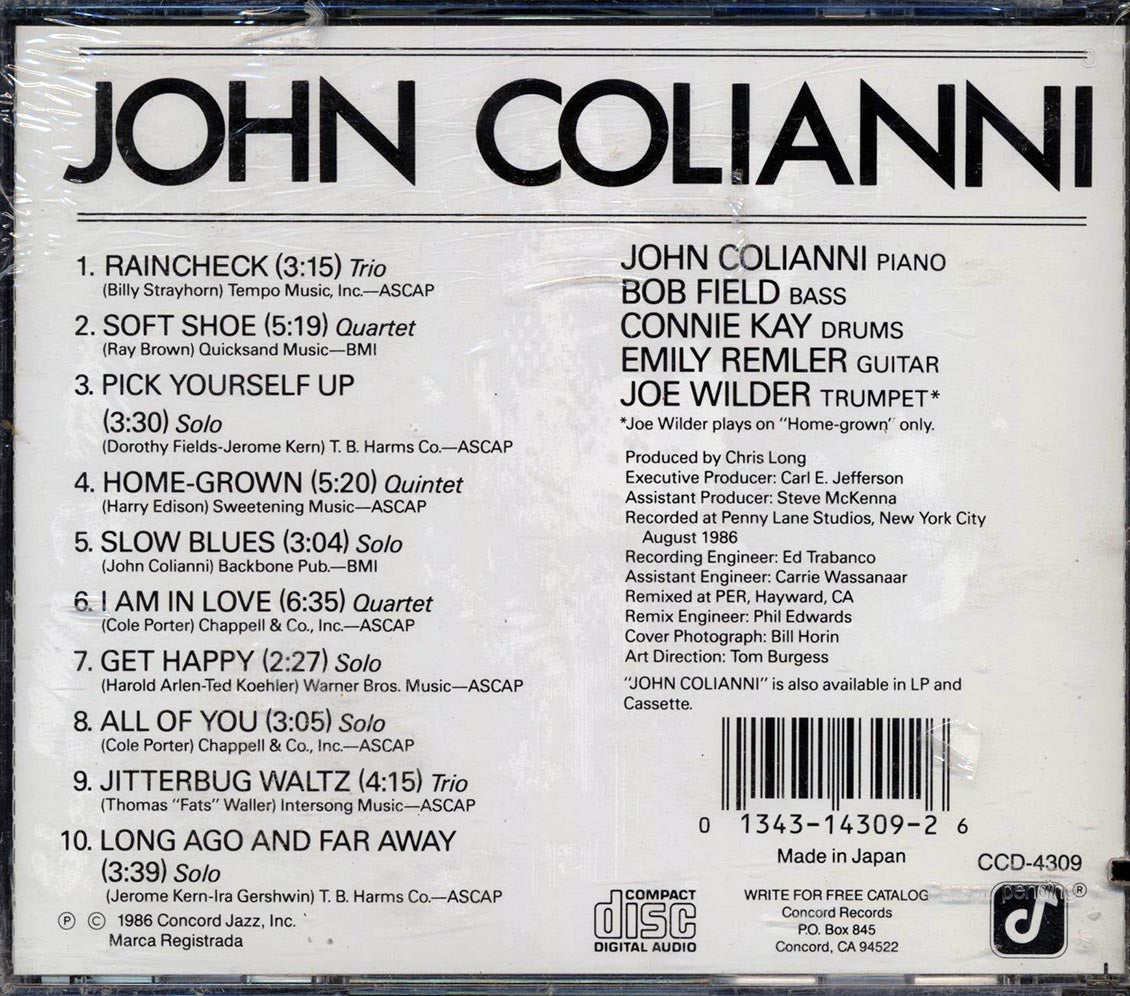 JOHN COLIANNI
1. RAINCHECK (3:15) Trio
(Billy Strayhorn) Tempo Music, Inc.—ASCAP
2. SOFT SHOE (5:19) Quartet
(Ray Brown) Quicksand Music—BMI
3. PICK YOURSELF UP
(3:30) Solo
(Dorothy Fields-Jerome Kern) T. B. Harms Co.—ASCAP
4. HOME-GROWN (5:20) Quintet
(Harry Edison) Sweetening Music—ASCAP
5. SLOW BLUES (3:04) Solo
(John Colianni) Backbone Pub.—BMI
6. I AM IN LOVE (6:35) Quartet
(Cole Porter) Chappell & Co., Inc.—ASCAP
7. GET HAPPY (2:27) Solo
(Harold Arlen-Ted Koehler) Warner Bros. Music—ASCAP
8. ALL OF YOU (3:05) Solo
(Cole Porter) Chappell & Co., Inc.—ASCAP
9. JITTERBUG WALTZ (4:15) Trio
(Thomas "Fats" Waller) Intersong Music—ASCAP
10. LONG AGO AND FAR AWAY
(3:39) Solo
(Jerome Kern-Ira Gershwin) T. B. Harms Co.—ASCAP
℗ © 1986 Concord Jazz, Inc.
Marca Registrada
JOHN COLIANNI PIANO
BOB FIELD BASS
CONNIE KAY DRUMS
EMILY REMLER GUITAR
JOE WILDER TRUMPET*
*Joe Wilder plays on "Home-grown" only.
Produced by Chris Long
Executive Producer: Carl E. Jefferson
Assistant Producer: Steve McKenna
Recorded at Penny Lane Studios, New York City
August 1986
Recording Engineer: Ed Trabanco
Assistant Engineer: Carrie Wassanaar
Remixed at PER, Hayward, CA
Remix Engineer: Phil Edwards
Cover Photograph: Bill Horin
Art Direction: Tom Burgess
"JOHN COLIANNI" is also available in LP and
Cassette.
0 1343-14309-2 6
Made in Japan
CCD-4309
COMPACT
disc
DIGITAL AUDIO
WRITE FOR FREE CATALOG
Concord Records
P.O. Box 845
Concord, CA 94522
pending
®